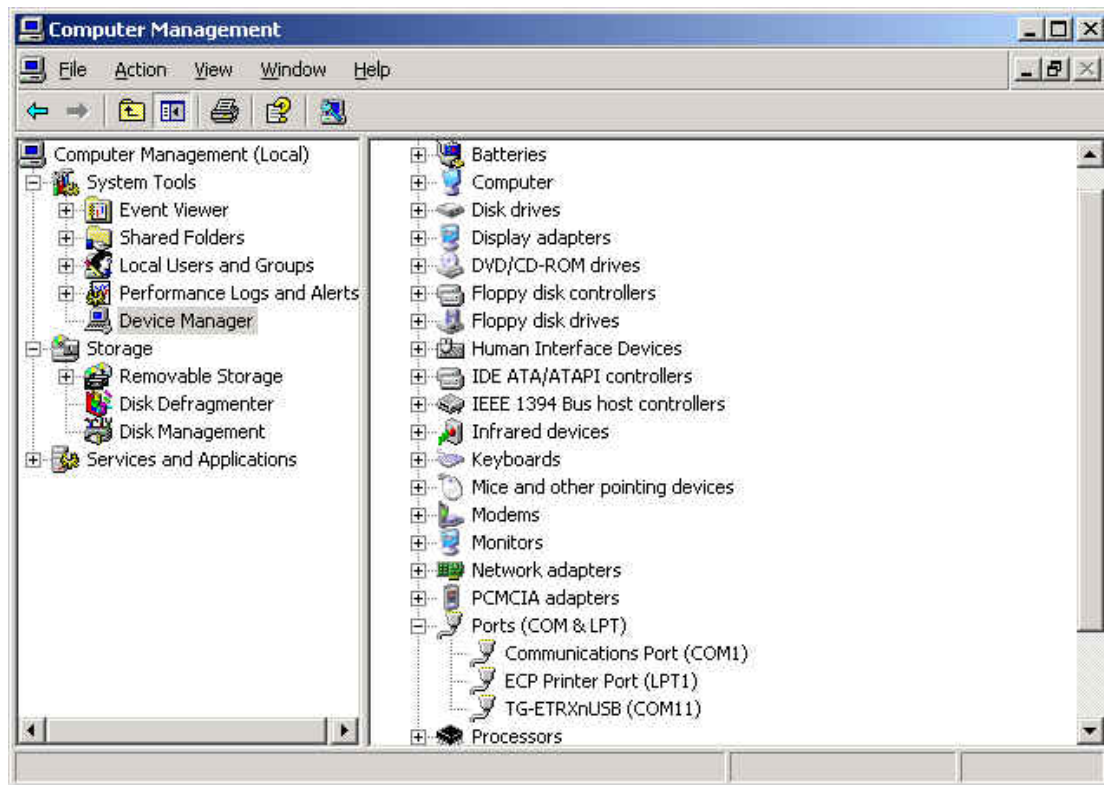 Computer Management
File Action View Window Help
Computer Management (Local)
System Tools
Event Viewer
Shared Folders
Local Users and Groups
Performance Logs and Alerts
Device Manager
Storage
Removable Storage
Disk Defragmenter
Disk Management
Services and Applications
Batteries
Computer
Disk drives
Display adapters
DVD/CD-ROM drives
Floppy disk controllers
Floppy disk drives
Human Interface Devices
IDE ATA/ATAPI controllers
IEEE 1394 Bus host controllers
Infrared devices
Keyboards
Mice and other pointing devices
Modems
Monitors
Network adapters
PCMCIA adapters
Ports (COM & LPT)
Communications Port (COM1)
ECP Printer Port (LPT1)
TG-ETRXnUSB (COM11)
Processors